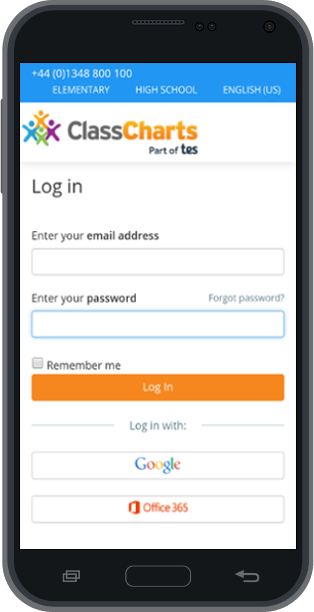 +44 (0)1348 800 100
ELEMENTARY HIGH SCHOOL ENGLISH (US)
ClassCharts
Part of tes
Log in
Enter your email address
Enter your password Forgot password?
Remember me
Log In
Log in with:
Google
Office 365